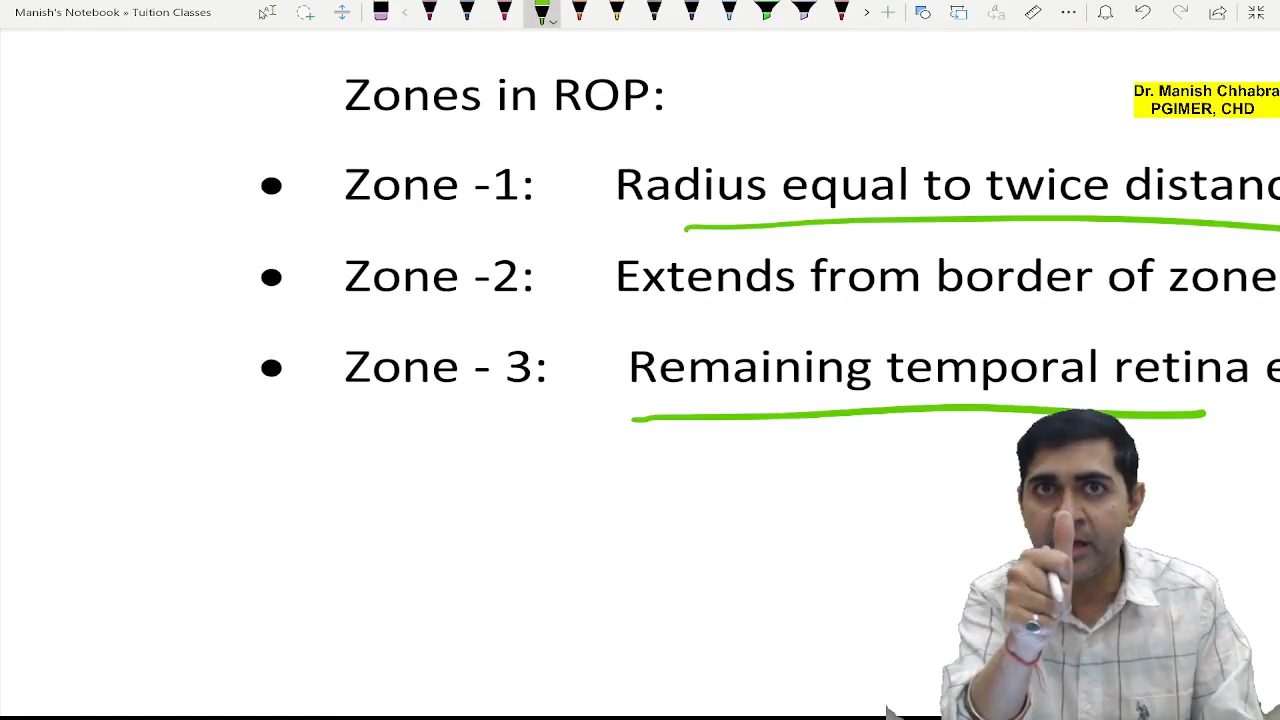 Manish's Notebook » Tuition Classes
Zones in ROP:
Dr. Manish Chhabra
PGIMER, CHD
• Zone -1: Radius equal to twice distanc
• Zone -2: Extends from border of zone
• Zone - 3: Remaining temporal retina e